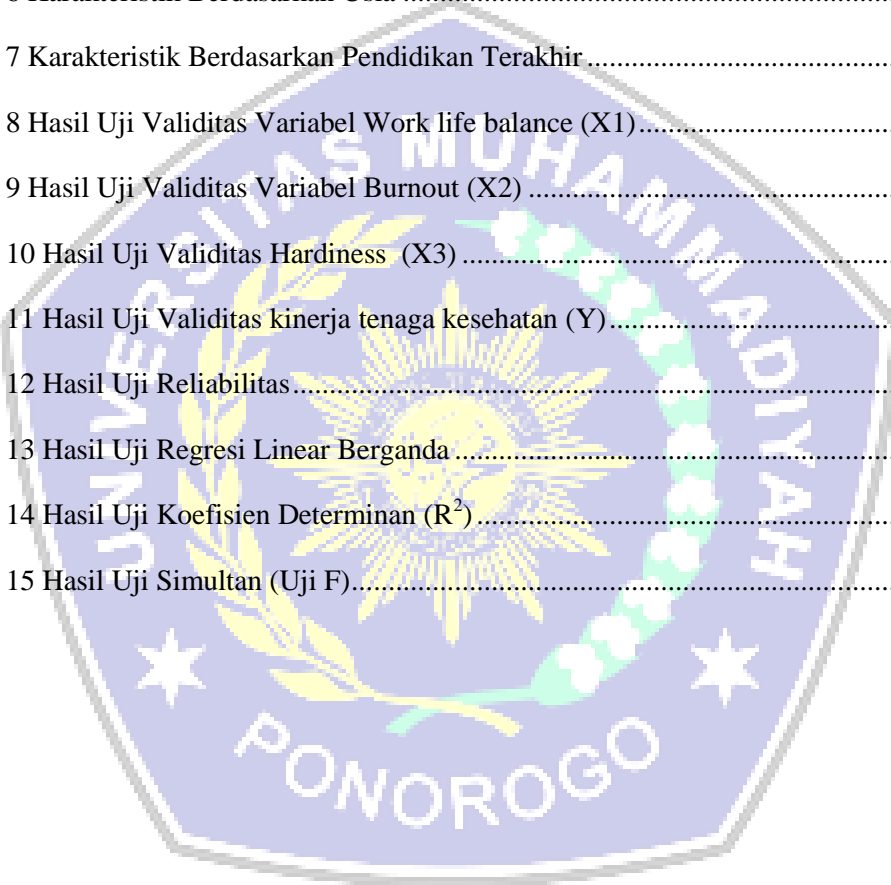 7 Karakteristik Berdasarkan Pendidikan Terakhir
8 Hasil Uji Validitas Variabel Work life balance (X1)
9 Hasil Uji Validitas Variabel Burnout (X2)
10 Hasil Uji Validitas Hardiness (X3)
11 Hasil Uji Validitas kinerja tenaga kesehatan (Y)
12 Hasil Uji Reliabilitas
13 Hasil Uji Regresi Linear Berganda
14 Hasil Uji Koefisien Determinan (R²)
15 Hasil Uji Simultan (Uji F)
UNIVERSITAS MUHAMMADIYAH
PONOROGO